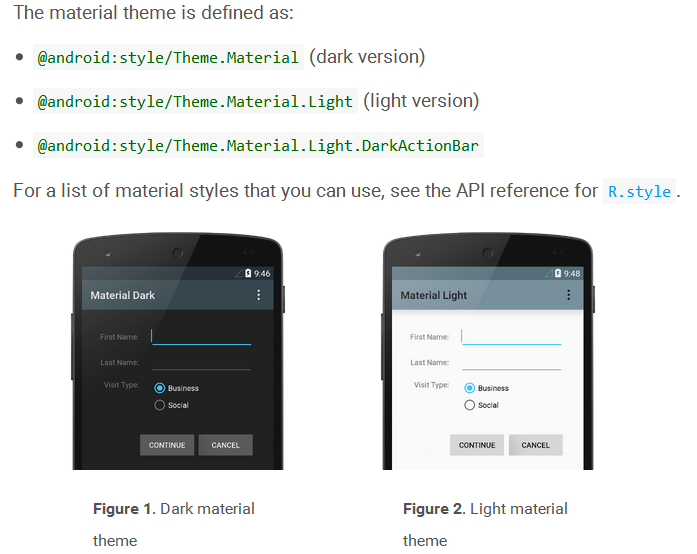 The material theme is defined as:
@android:style/Theme.Material (dark version)
@android:style/Theme.Material.Light (light version)
@android:style/Theme.Material.Light.DarkActionBar
For a list of material styles that you can use, see the API reference for R.style.
9:46
Material Dark
First Name:
Last Name:
Visit Type:
Business
Social
CONTINUE CANCEL
9:48
Material Light
First Name:
Last Name:
Visit Type:
Business
Social
CONTINUE CANCEL
Figure 1. Dark material
theme
Figure 2. Light material
theme